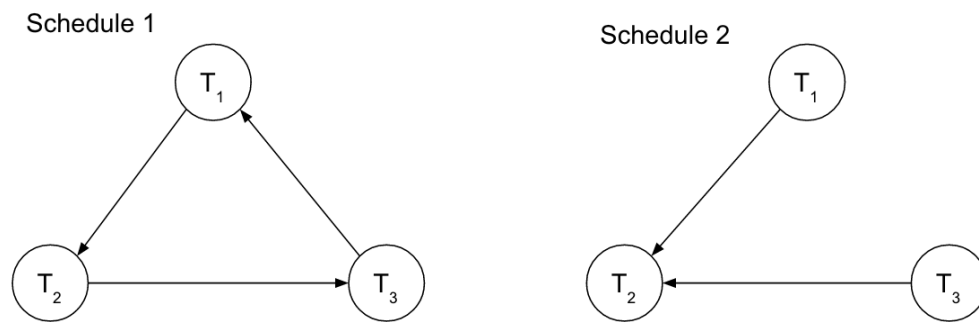 Schedule 1
T₁
T₂
T₃
Schedule 2
T₁
T₂
T₃